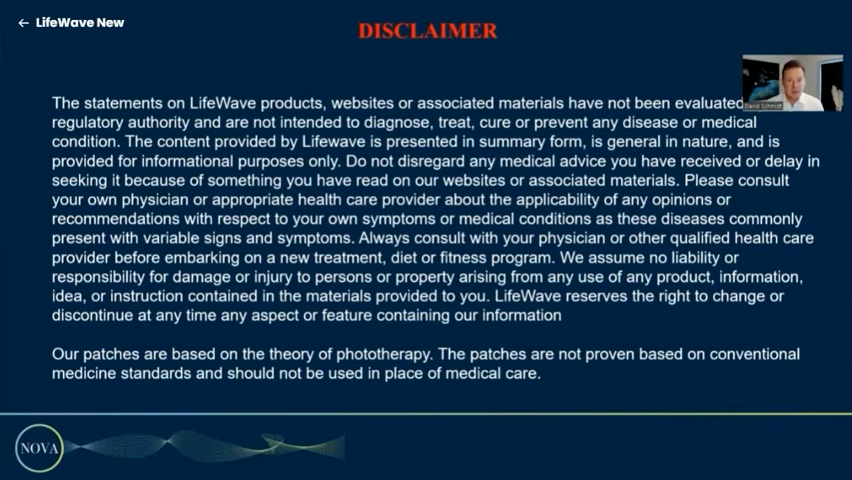 ← LifeWave New
DISCLAIMER
David Schmidt
The statements on LifeWave products, websites or associated materials have not been evaluated
regulatory authority and are not intended to diagnose, treat, cure or prevent any disease or medical
condition. The content provided by Lifewave is presented in summary form, is general in nature, and is
provided for informational purposes only. Do not disregard any medical advice you have received or delay in
seeking it because of something you have read on our websites or associated materials. Please consult
your own physician or appropriate health care provider about the applicability of any opinions or
recommendations with respect to your own symptoms or medical conditions as these diseases commonly
present with variable signs and symptoms. Always consult with your physician or other qualified health care
provider before embarking on a new treatment, diet or fitness program. We assume no liability or
responsibility for damage or injury to persons or property arising from any use of any product, information,
idea, or instruction contained in the materials provided to you. LifeWave reserves the right to change or
discontinue at any time any aspect or feature containing our information
Our patches are based on the theory of phototherapy. The patches are not proven based on conventional
medicine standards and should not be used in place of medical care.
NOVA